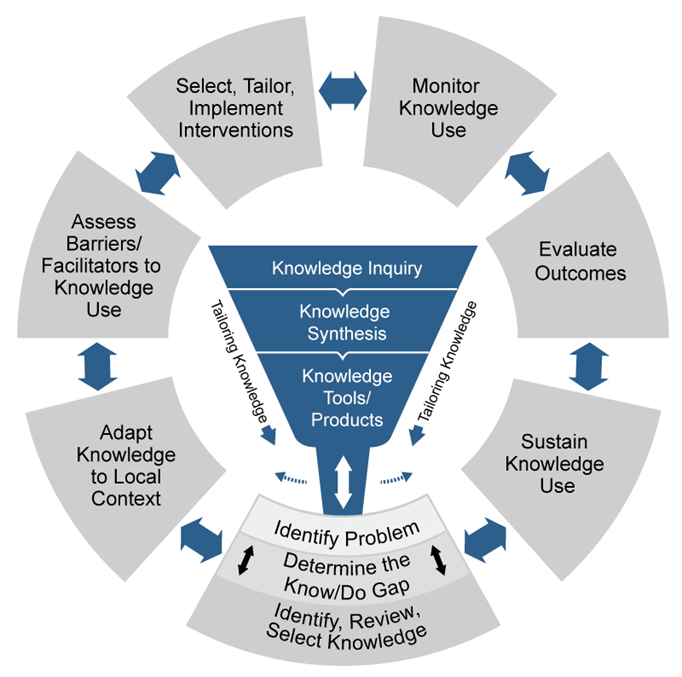 Select, Tailor,
Implement
Interventions
Monitor
Knowledge
Use
Assess
Barriers/
Facilitators to
Knowledge
Use
Evaluate
Outcomes
Knowledge Inquiry
Knowledge
Synthesis
Knowledge
Tools/
Products
Tailoring Knowledge
Tailoring Knowledge
Adapt
Knowledge
to Local
Context
Sustain
Knowledge
Use
Identify Problem
Determine the
Know/Do Gap
Identify, Review,
Select Knowledge